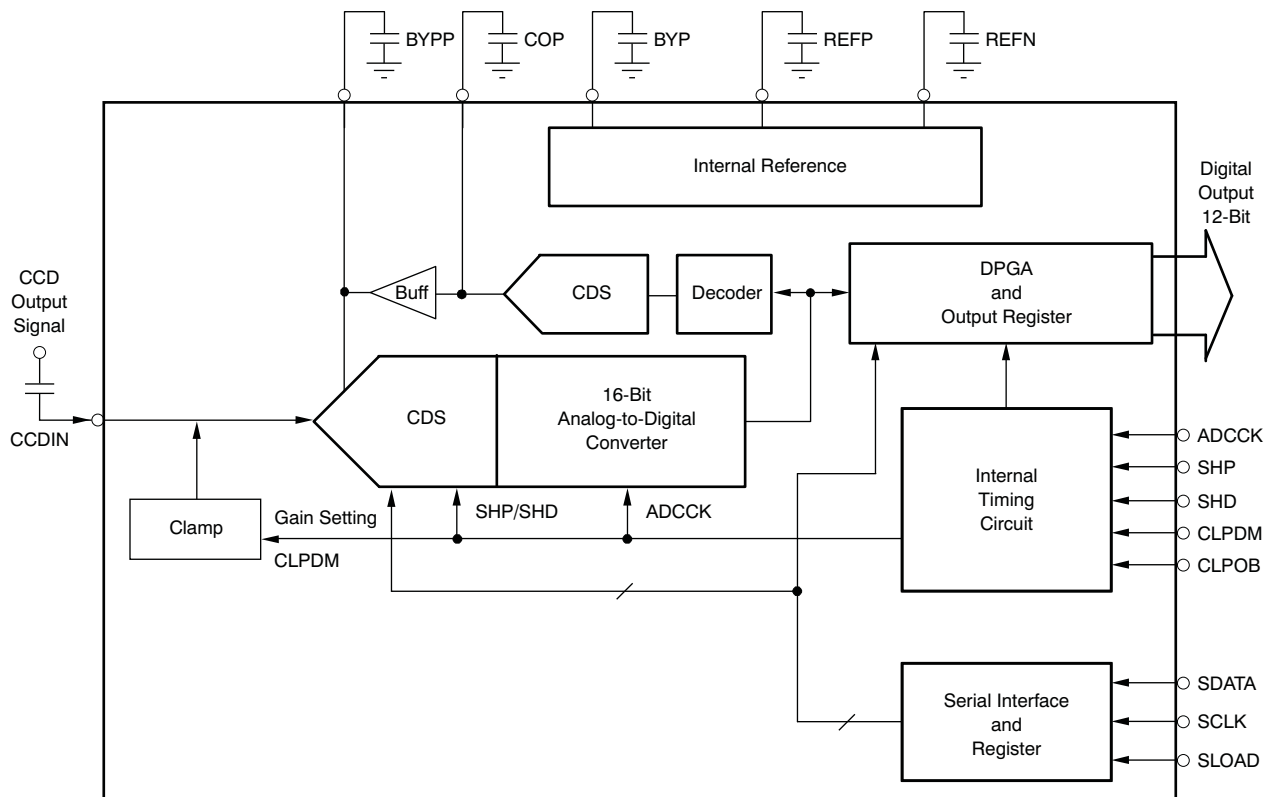 BYPP
COP
BYP
REFP
REFN
Internal Reference
Digital
Output
12-Bit
CCD
Output
Signal
Buff
CDS
Decoder
DPGA
and
Output Register
CCDIN
CDS
16-Bit
Analog-to-Digital
Converter
Internal
Timing
Circuit
ADCCK
SHP
SHD
CLPDM
CLPOB
Clamp
Gain Setting
CLPDM
SHP/SHD
ADCCK
Serial Interface
and
Register
SDATA
SCLK
SLOAD